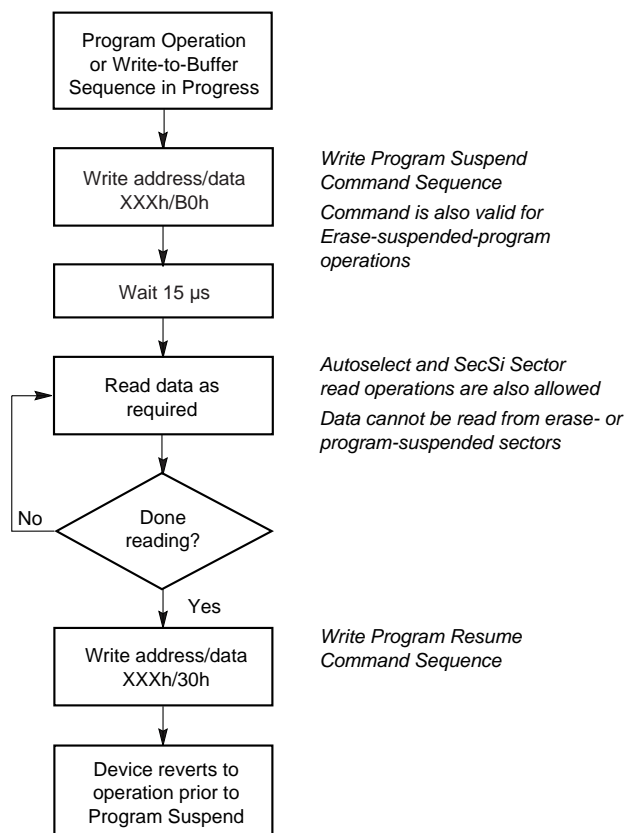 Program Operation
or Write-to-Buffer
Sequence in Progress
Write address/data
XXXh/B0h
Write Program Suspend
Command Sequence
Command is also valid for
Erase-suspended-program
operations
Wait 15 μs
Read data as
required
Autoselect and SecSi Sector
read operations are also allowed
Data cannot be read from erase- or
program-suspended sectors
No
Done
reading?
Yes
Write address/data
XXXh/30h
Write Program Resume
Command Sequence
Device reverts to
operation prior to
Program Suspend